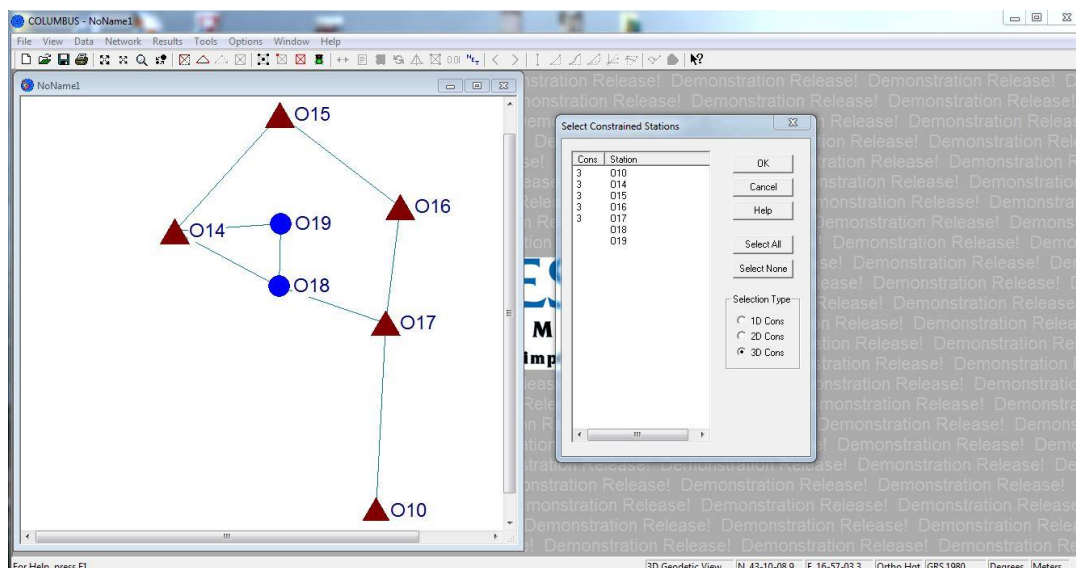 COLUMBUS - NoName1
File View Data Network Results Tools Options Window Help
NoName1
O15
O16
O14
O19
O18
O17
O10
Select Constrained Stations
Cons Station
3 O10
3 O14
3 O15
3 O16
3 O17
O18
O19
OK
Cancel
Help
Select All
Select None
Selection Type
1D Cons
2D Cons
3D Cons
Demonstration Release! Demonstration Release! Demonstration Release!
ES
M
imp
For Help, press F1
3D Geodetic View N 43-10-08.9 E 16-57-03.3 Ortho Hgt GRS 1980 Degrees Meters